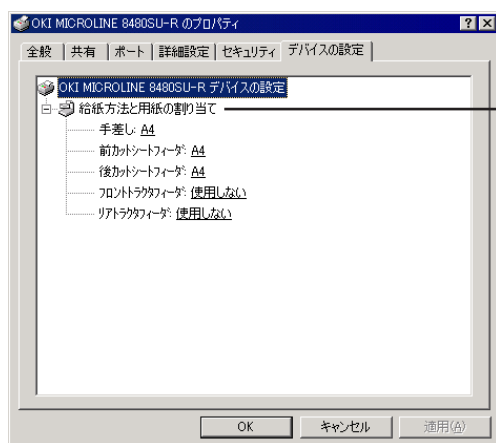 OKI MICROLINE 8480SU-R のプロパティ ? ×
全般 共有 ポート 詳細設定 セキュリティ デバイスの設定
OKI MICROLINE 8480SU-R デバイスの設定
給紙方法と用紙の割り当て
手差し: A4
前カットシートフィーダ: A4
後カットシートフィーダ: A4
フロントトラクタフィーダ: 使用しない
リアトラクタフィーダ: 使用しない
OK キャンセル 適用(A)